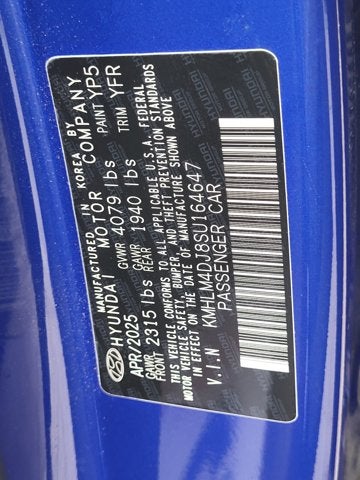 MANUFACTURED IN KOREA BY
HYUNDAI MOTOR COMPANY
APR/2025 GVWR 4079 lbs PAINT YP5
GAWR FRONT 2315 lbs GAWR REAR 1940 lbs TRIM YFR
THIS VEHICLE CONFORMS TO ALL APPLICABLE U.S.A. FEDERAL
MOTOR VEHICLE SAFETY, BUMPER, AND THEFT PREVENTION STANDARDS
IN EFFECT ON THE DATE OF MANUFACTURE SHOWN ABOVE
V.I.N KMHLM4DJ8SU164647
PASSENGER CAR